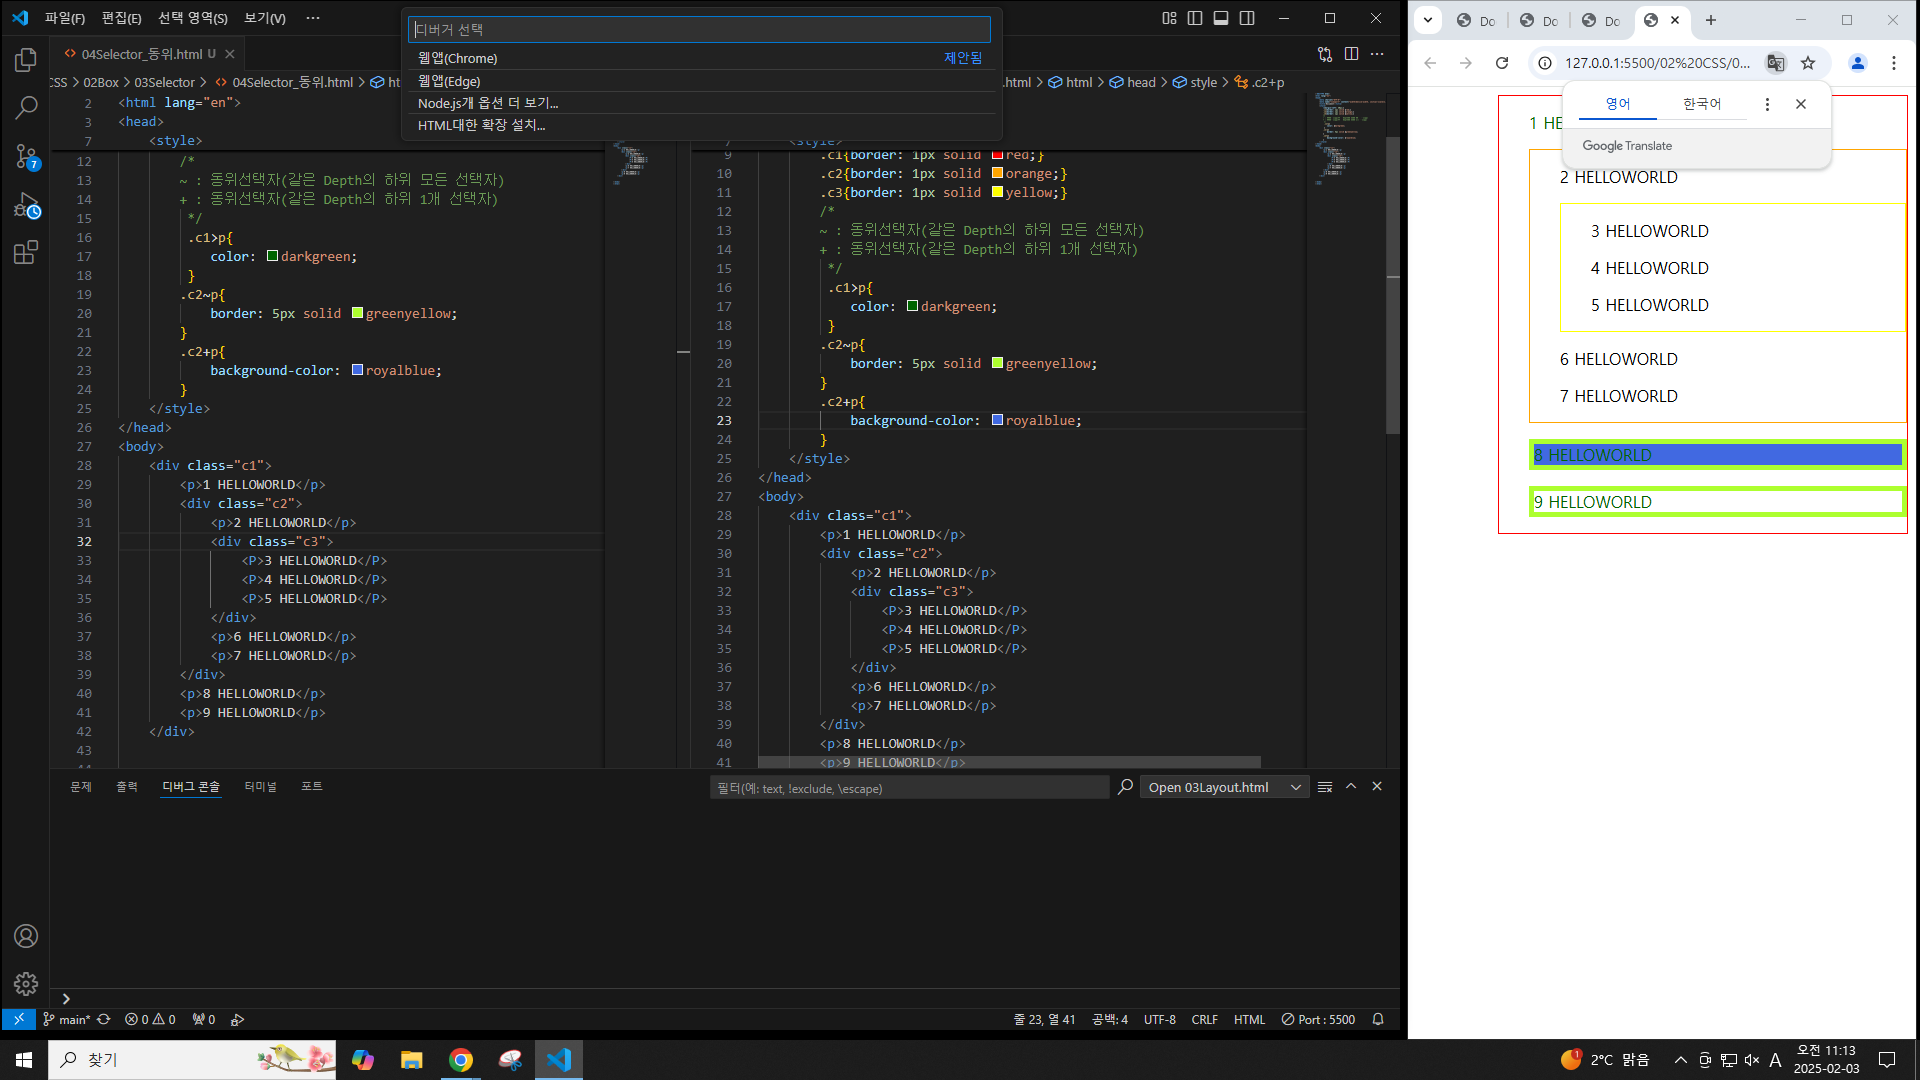 파일(F) 편집(E) 선택 영역(S) 보기(V) ···
디버거 선택
웹앱(Chrome) 제안됨
웹앱(Edge)
Node.js개 옵션 더 보기...
HTML대한 확장 설치...
04Selector_동위.html U
CSS > 02Box > 03Selector > 04Selector_동위.html > ht
.html > html > head > style > .c2+p
2 <html lang="en">
3 <head>
7 <style>
12 /*
13 ~ : 동위선택자(같은 Depth의 하위 모든 선택자)
14 + : 동위선택자(같은 Depth의 하위 1개 선택자)
15 */
16 .c1>p{
17 color: darkgreen;
18 }
19 .c2~p{
20 border: 5px solid greenyellow;
21 }
22 .c2+p{
23 background-color: royalblue;
24 }
25 </style>
26 </head>
27 <body>
28 <div class="c1">
29 <p>1 HELLOWORLD</p>
30 <div class="c2">
31 <p>2 HELLOWORLD</p>
32 <div class="c3">
33 <P>3 HELLOWORLD</P>
34 <P>4 HELLOWORLD</P>
35 <P>5 HELLOWORLD</P>
36 </div>
37 <p>6 HELLOWORLD</p>
38 <p>7 HELLOWORLD</p>
39 </div>
40 <p>8 HELLOWORLD</p>
41 <p>9 HELLOWORLD</p>
42 </div>
43
7 <style>
9 .c1{border: 1px solid red;}
10 .c2{border: 1px solid orange;}
11 .c3{border: 1px solid yellow;}
12 /*
13 ~ : 동위선택자(같은 Depth의 하위 모든 선택자)
14 + : 동위선택자(같은 Depth의 하위 1개 선택자)
15 */
16 .c1>p{
17 color: darkgreen;
18 }
19 .c2~p{
20 border: 5px solid greenyellow;
21 }
22 .c2+p{
23 background-color: royalblue;
24 }
25 </style>
26 </head>
27 <body>
28 <div class="c1">
29 <p>1 HELLOWORLD</p>
30 <div class="c2">
31 <p>2 HELLOWORLD</p>
32 <div class="c3">
33 <P>3 HELLOWORLD</P>
34 <P>4 HELLOWORLD</P>
35 <P>5 HELLOWORLD</P>
36 </div>
37 <p>6 HELLOWORLD</p>
38 <p>7 HELLOWORLD</p>
39 </div>
40 <p>8 HELLOWORLD</p>
41 <p>9 HELLOWORLD</p>
문제 출력 디버그 콘솔 터미널 포트
필터(예: text, !exclude, \escape)
Open 03Layout.html
7
main* 0 0 0
줄 23, 열 41 공백: 4 UTF-8 CRLF HTML Port : 5500
Do Do Do
127.0.0.1:5500/02%20CSS/0...
영어 한국어
Google Translate
1 HE
2 HELLOWORLD
3 HELLOWORLD
4 HELLOWORLD
5 HELLOWORLD
6 HELLOWORLD
7 HELLOWORLD
8 HELLOWORLD
9 HELLOWORLD
찾기
1
2°C 맑음
A
오전 11:13
2025-02-03